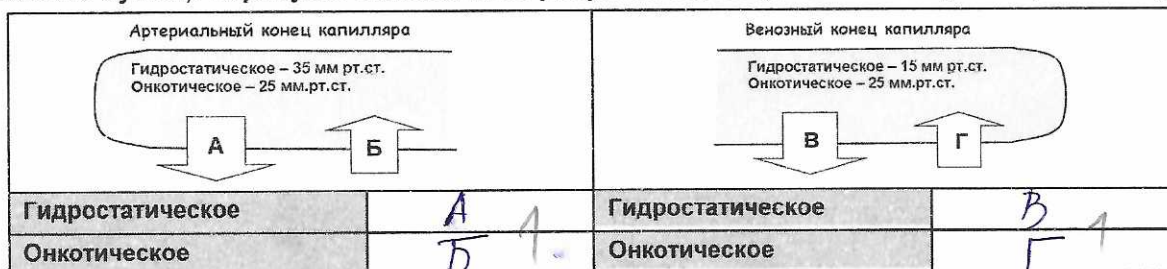 Артериальный конец капилляра
Гидростатическое – 35 мм рт.ст.
Онкотическое – 25 мм.рт.ст.
А
Б
Венозный конец капилляра
Гидростатическое – 15 мм рт.ст.
Онкотическое – 25 мм.рт.ст.
В
Г
Гидростатическое А 1 Гидростатическое В 1
Онкотическое Б Онкотическое Г